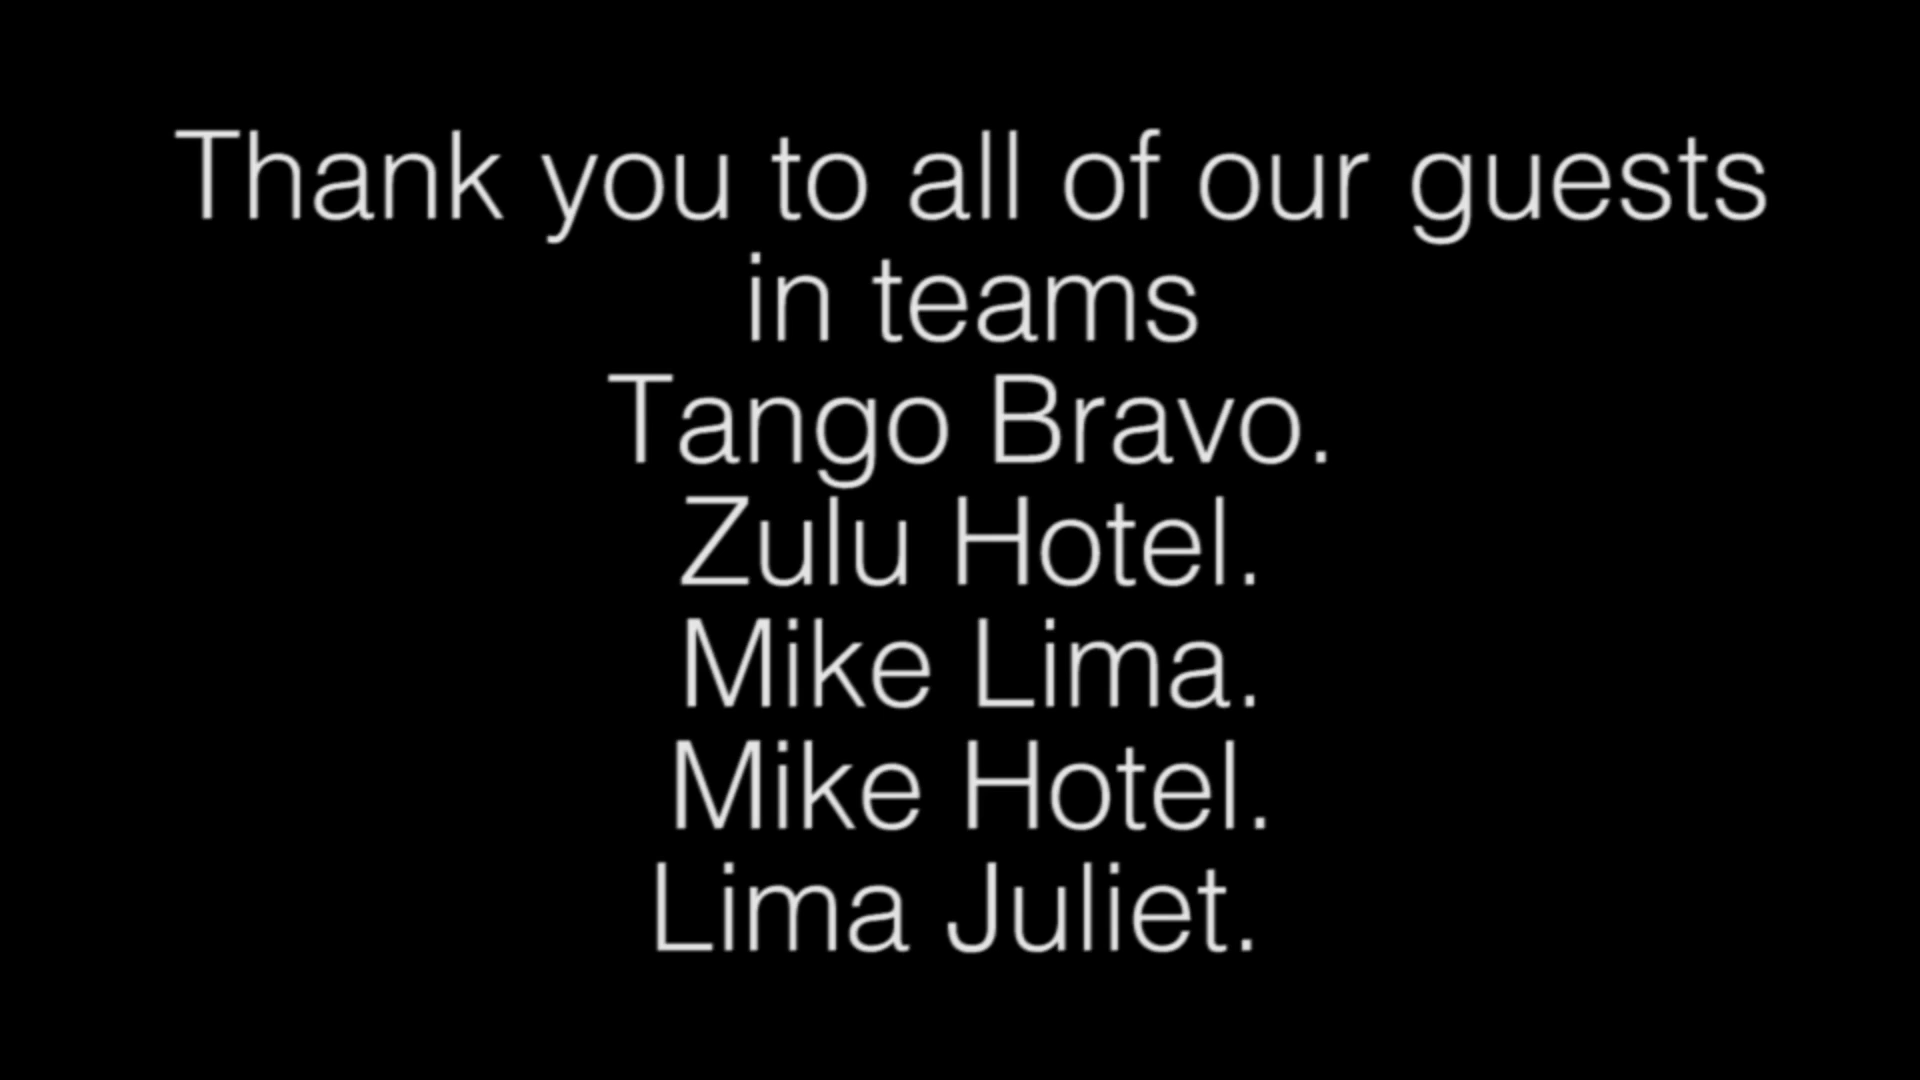 Thank you to all of our guests
in teams
Tango Bravo.
Zulu Hotel.
Mike Lima.
Mike Hotel.
Lima Juliet.